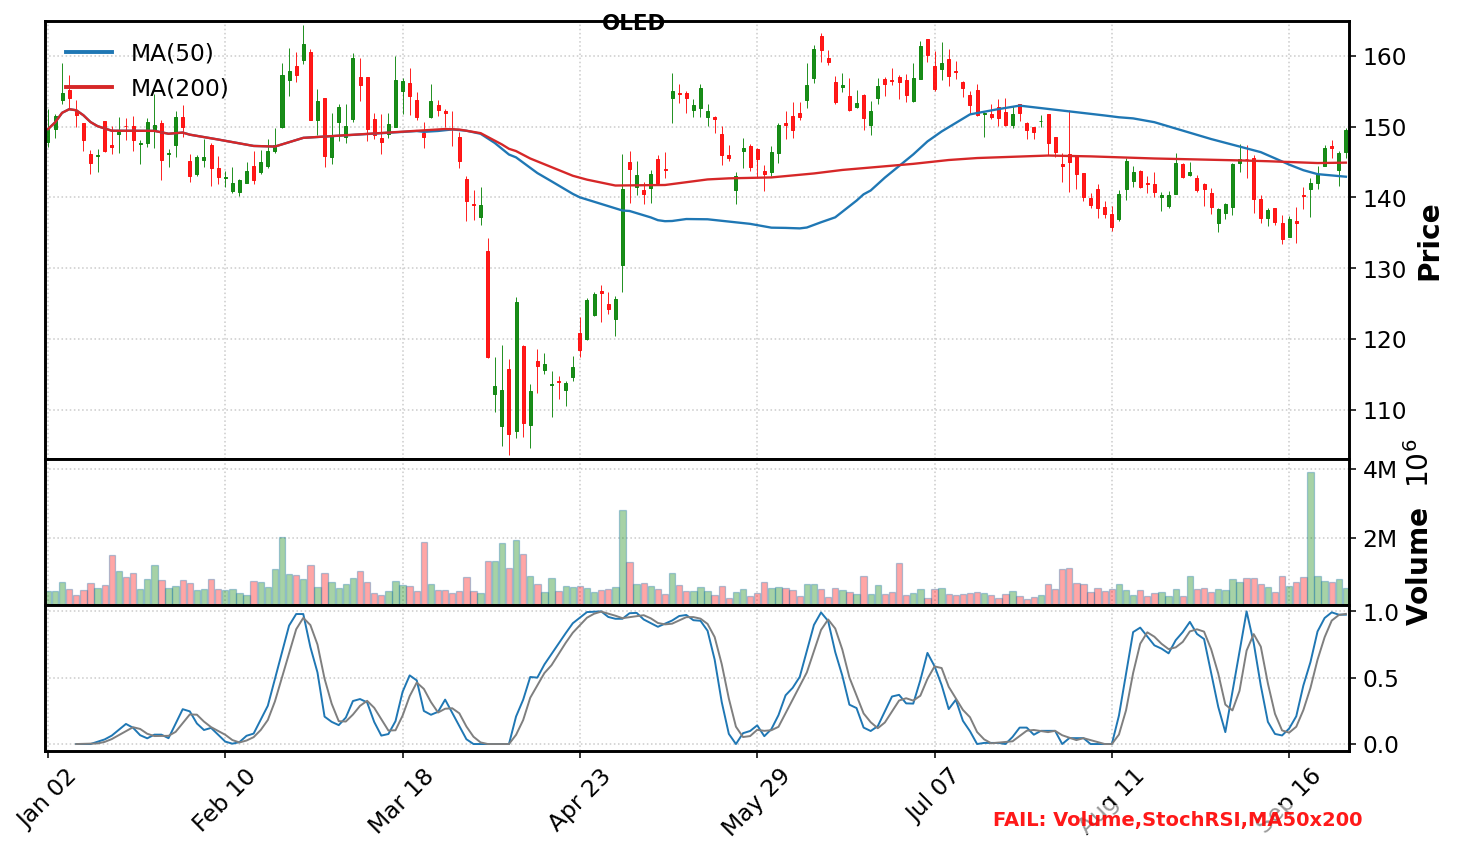 OLED
MA(50)
MA(200)
160
150
140
130
120
110
Price
4M
2M
Volume 10^6
1.0
0.5
0.0
Jan 02
Feb 10
Mar 18
Apr 23
May 29
Jul 07
Aug 11
Sep 16
FAIL: Volume,StochRSI,MA50x200